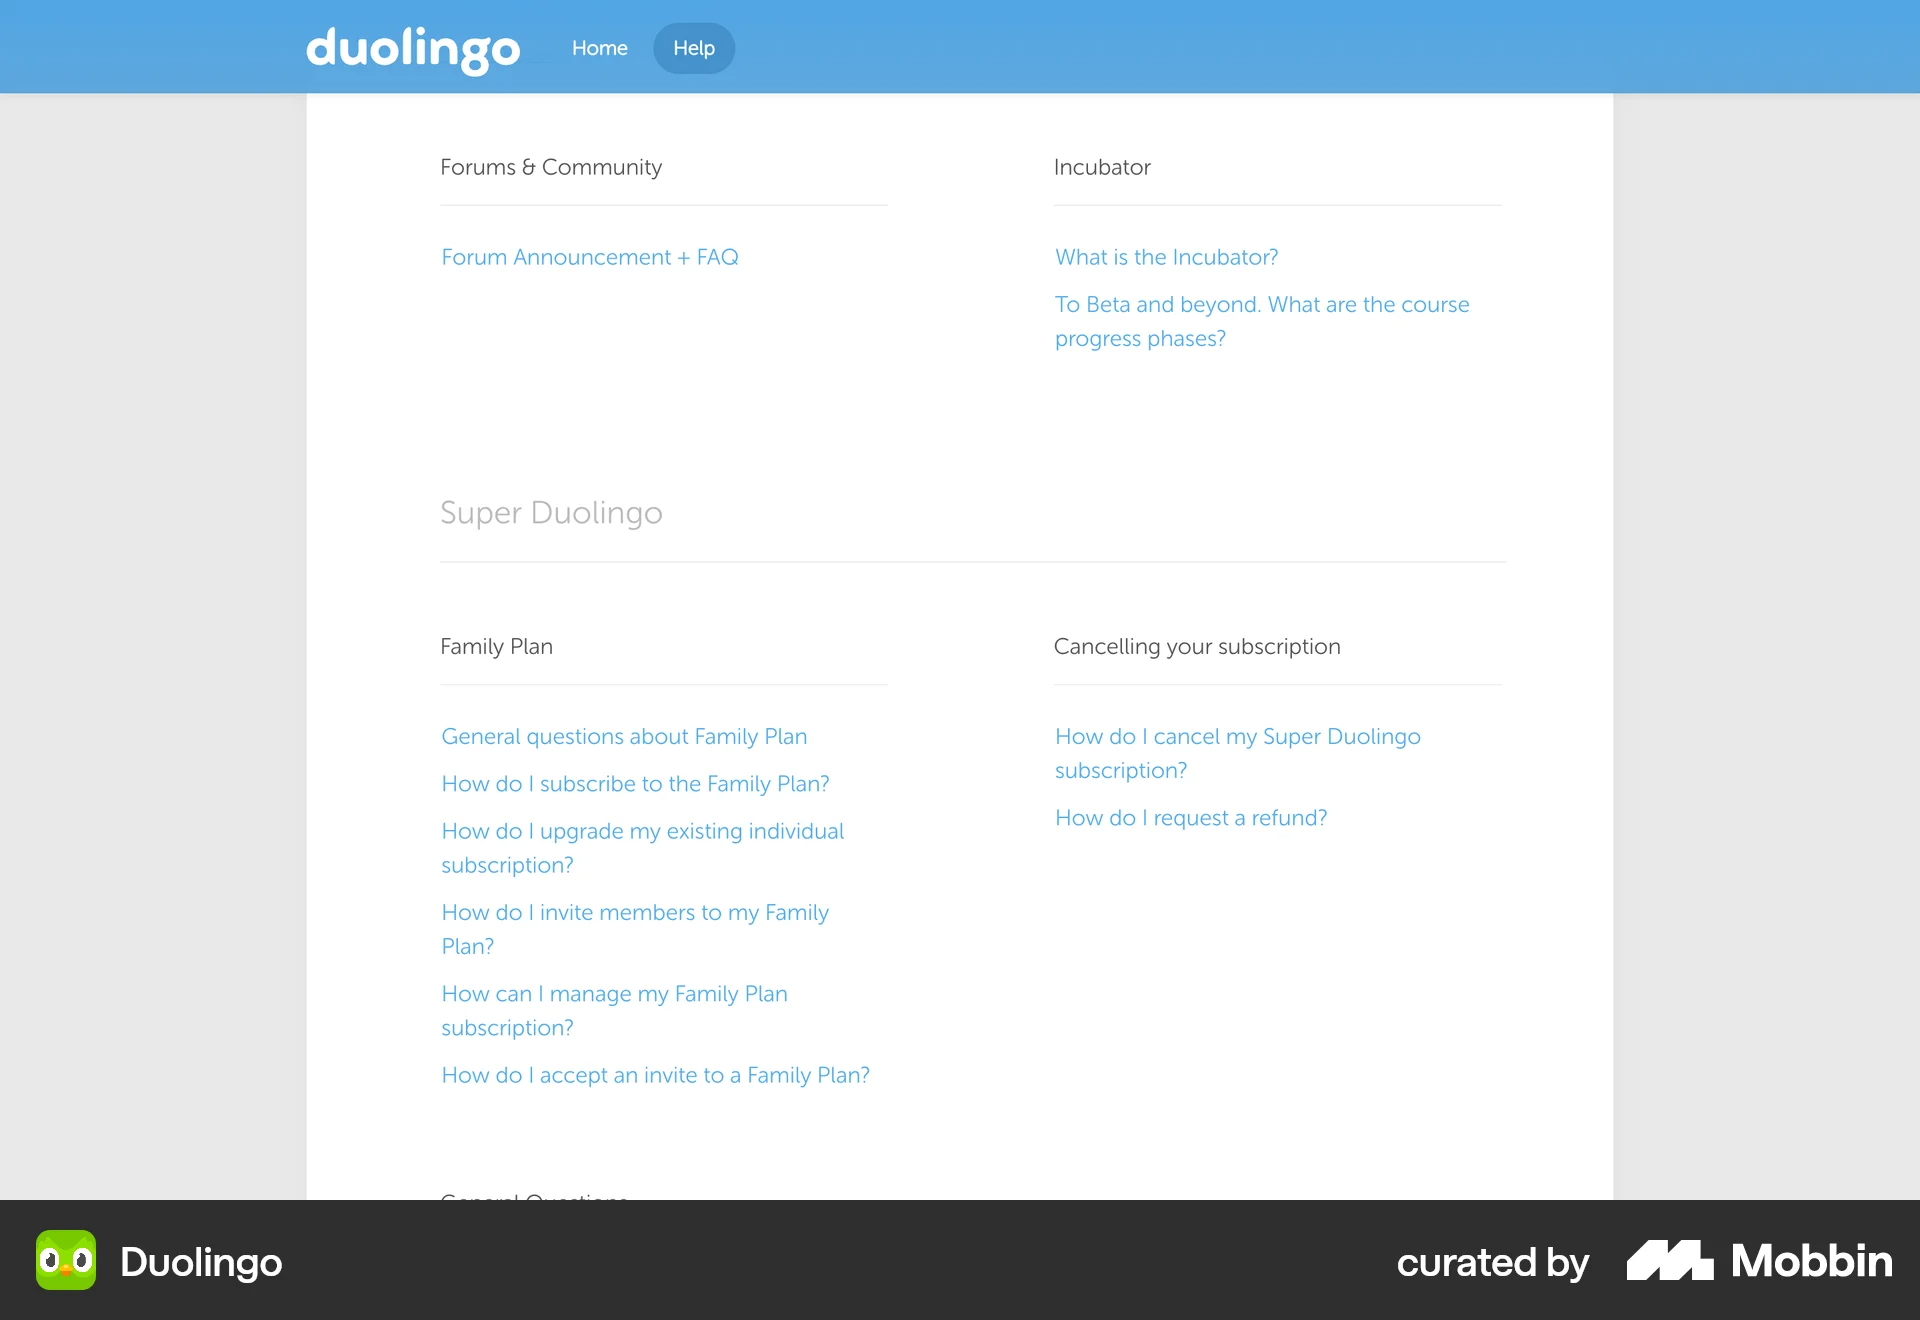 duolingo
Home
Help
Forums & Community
Forum Announcement + FAQ
Incubator
What is the Incubator?
To Beta and beyond. What are the course
progress phases?
Super Duolingo
Family Plan
General questions about Family Plan
How do I subscribe to the Family Plan?
How do I upgrade my existing individual
subscription?
How do I invite members to my Family
Plan?
How can I manage my Family Plan
subscription?
How do I accept an invite to a Family Plan?
Cancelling your subscription
How do I cancel my Super Duolingo
subscription?
How do I request a refund?
General Questions
Duolingo
curated by
Mobbin